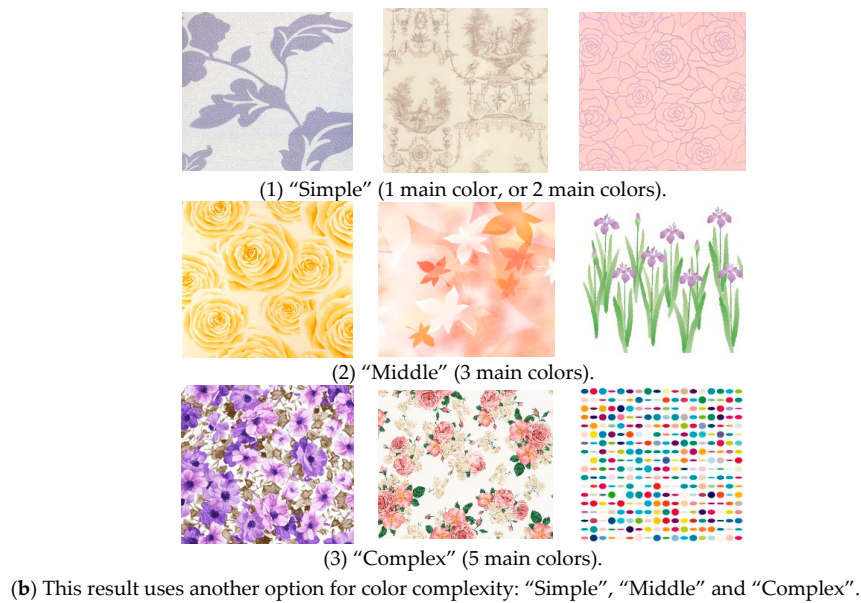 (1) “Simple” (1 main color, or 2 main colors).
(2) “Middle” (3 main colors).
(3) “Complex” (5 main colors).
(b) This result uses another option for color complexity: “Simple”, “Middle” and “Complex”.